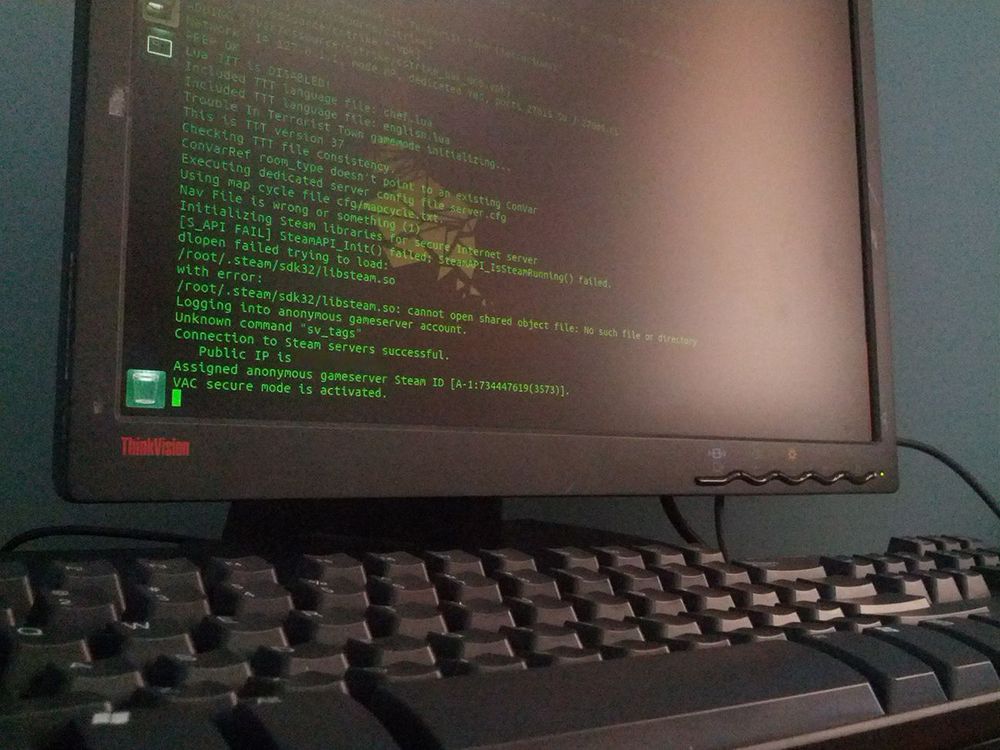 Lua JIT is DISABLED!
Included TTT language file: chef.lua
Included TTT language file: english.lua
Trouble In Terrorist Town gamemode initializing...
This is TTT version 37
Checking TTT file consistency
ConVarRef room_type doesn't point to an existing ConVar
Executing dedicated server config file server.cfg
Using map cycle file cfg/mapcycle.txt.
Nav File is wrong or something (1)
Initializing Steam libraries for secure Internet server
[S_API FAIL] SteamAPI_Init() failed; SteamAPI_IsSteamRunning() failed.
dlopen failed trying to load:
/root/.steam/sdk32/libsteam.so
with error:
/root/.steam/sdk32/libsteam.so: cannot open shared object file: No such file or directory
Logging into anonymous gameserver account.
Unknown command "sv_tags"
Connection to Steam servers successful.
Public IP is
Assigned anonymous gameserver Steam ID [A-1:734447619(3573)].
VAC secure mode is activated.
ThinkVision